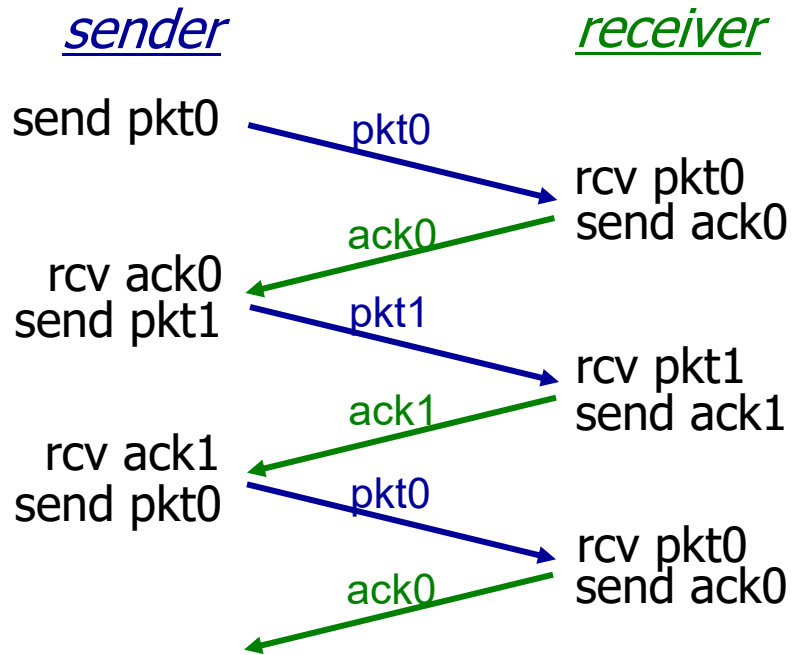 sender
receiver
send pkt0
pkt0
rcv pkt0
send ack0
ack0
rcv ack0
send pkt1
pkt1
rcv pkt1
send ack1
ack1
rcv ack1
send pkt0
pkt0
rcv pkt0
send ack0
ack0